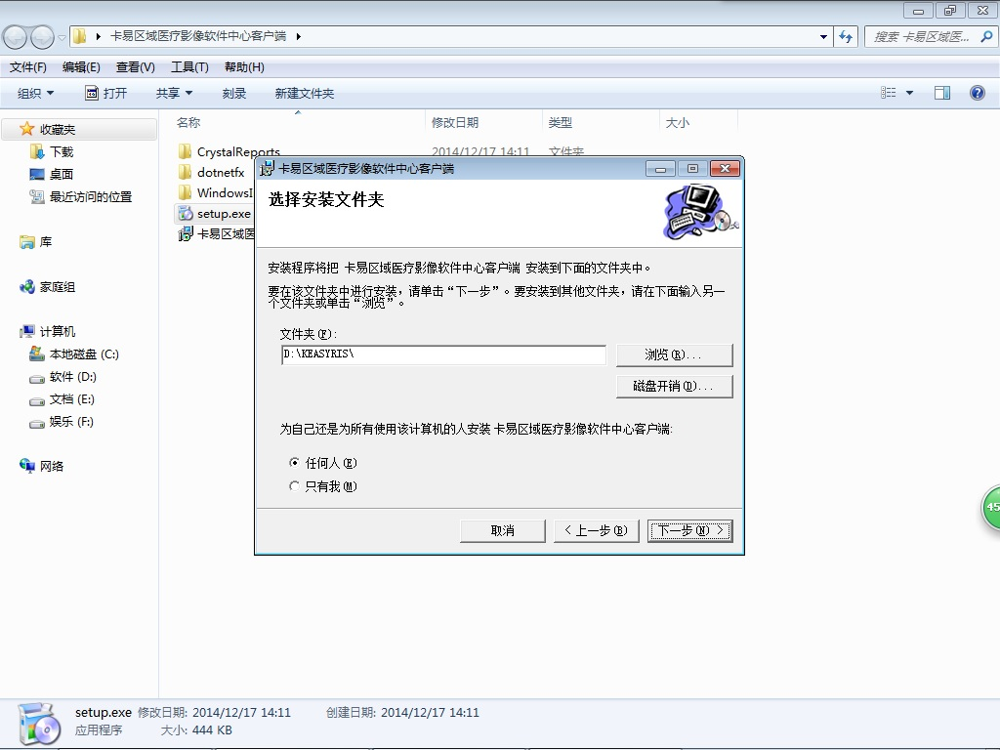 卡易区域医疗影像软件中心客户端
搜索 卡易区域医...
文件(F) 编辑(E) 查看(V) 工具(T) 帮助(H)
组织 打开 共享 刻录 新建文件夹
名称 修改日期 类型 大小
收藏夹
下载
桌面
最近访问的位置
库
家庭组
计算机
本地磁盘 (C:)
软件 (D:)
文档 (E:)
娱乐 (F:)
网络
CrystalReports 2014/12/17 14:11 文件夹
dotnetfx
WindowsI
setup.exe
卡易区域医
卡易区域医疗影像软件中心客户端
选择安装文件夹
安装程序将把 卡易区域医疗影像软件中心客户端 安装到下面的文件夹中。
要在该文件夹中进行安装，请单击“下一步”。要安装到其他文件夹，请在下面输入另一
个文件夹或单击“浏览”。
文件夹(F):
D:\KEASYRIS\
浏览(R)...
磁盘开销(D)...
为自己还是为所有使用该计算机的人安装 卡易区域医疗影像软件中心客户端:
任何人(E)
只有我(M)
取消 < 上一步(B) 下一步(N) >
45
setup.exe 修改日期: 2014/12/17 14:11 创建日期: 2014/12/17 14:11
应用程序 大小: 444 KB